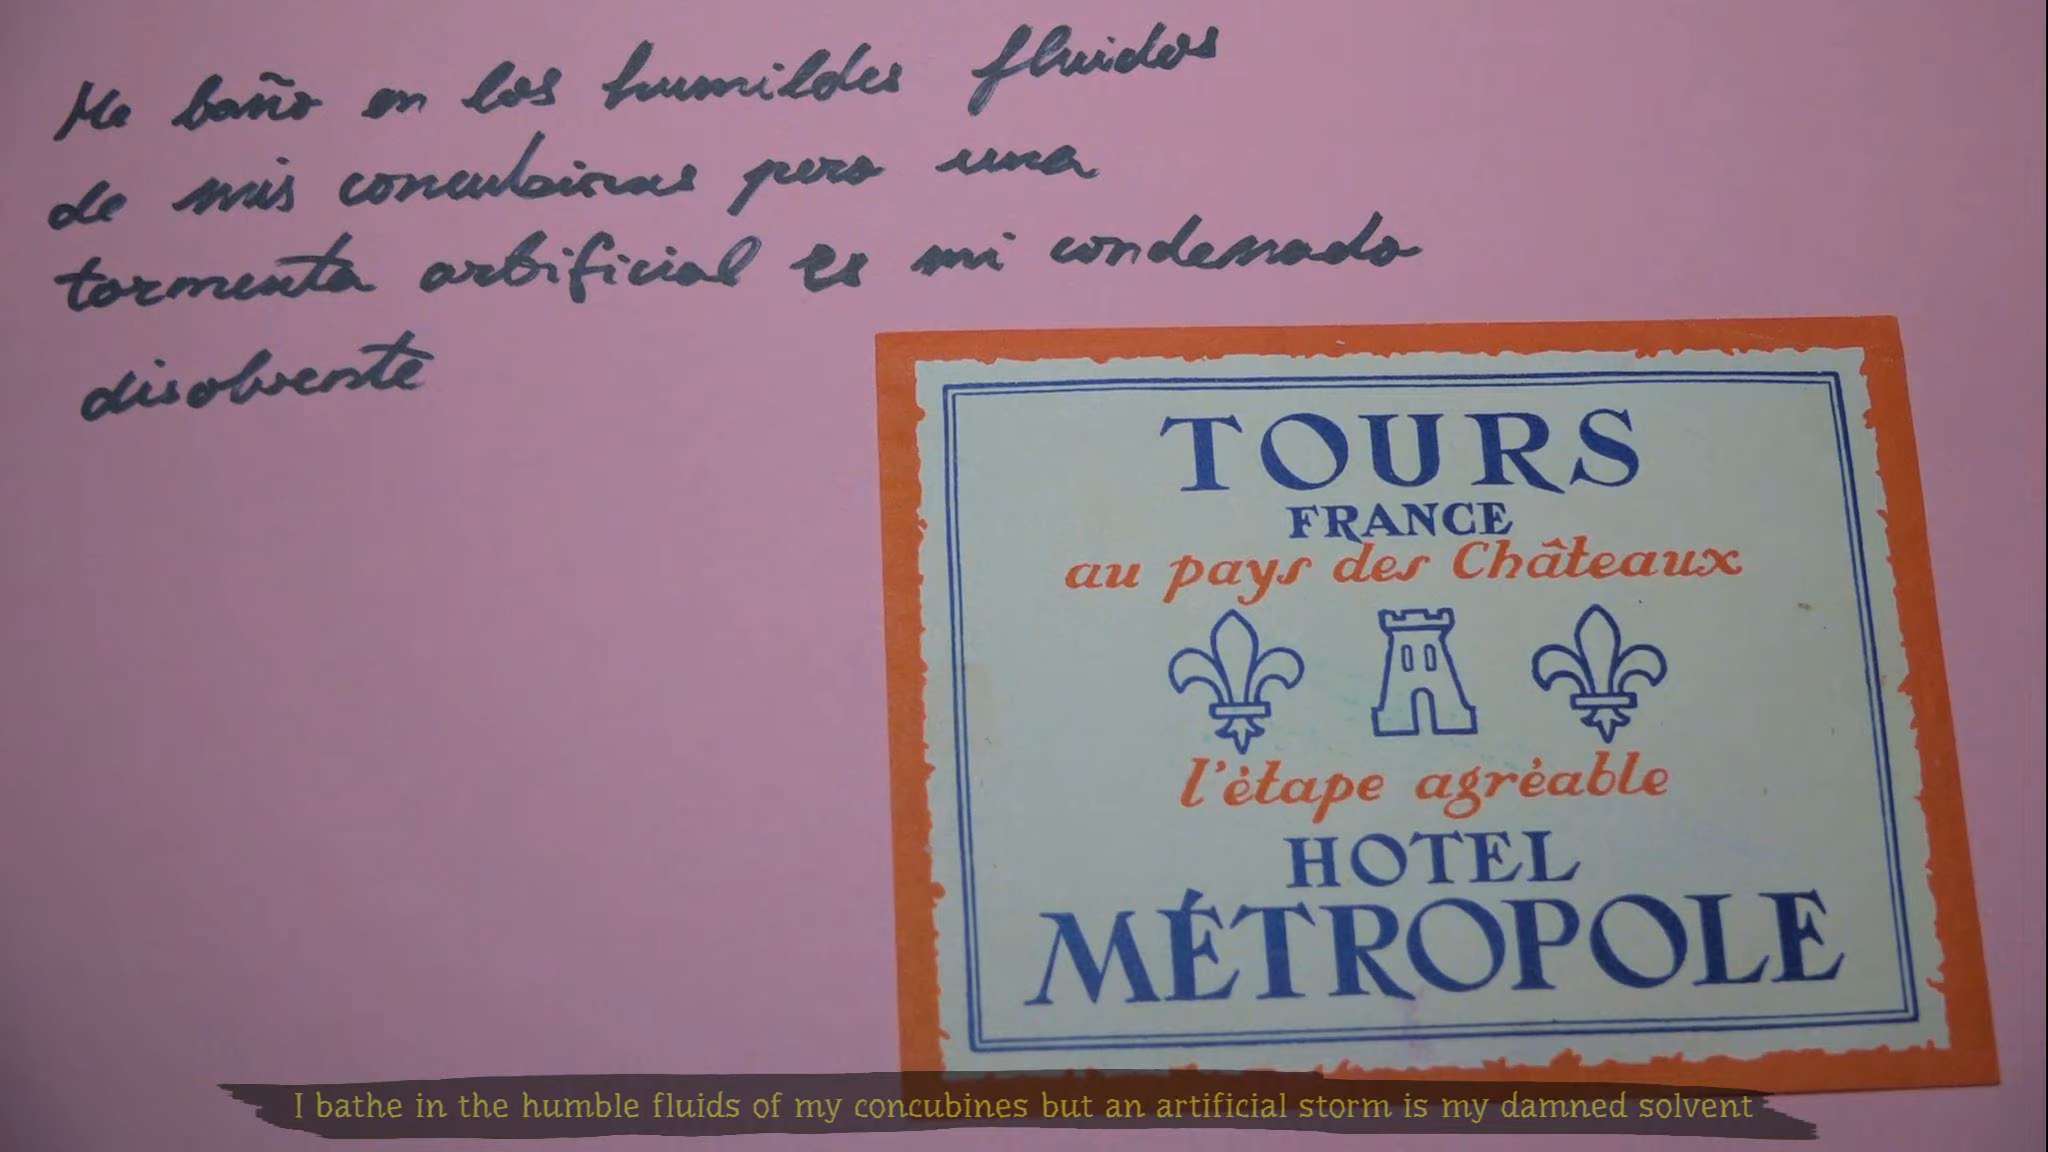 Me baño en los humildes fluidos
de mis concubinas pero una
tormenta artificial es mi condenado
disolvente
TOURS
FRANCE
au pays des Châteaux
l'étape agréable
HOTEL
MÉTROPOLE
I bathe in the humble fluids of my concubines but an artificial storm is my damned solvent